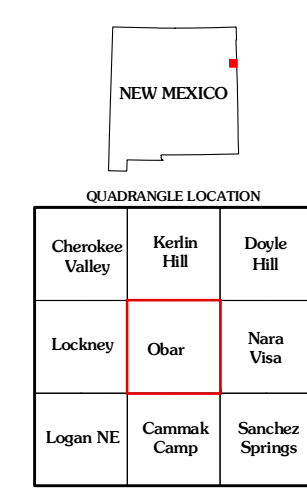 NEW MEXICO
QUADRANGLE LOCATION
Cherokee Valley
Kerlin Hill
Doyle Hill
Lockney
Obar
Nara Visa
Logan NE
Cammak Camp
Sanchez Springs